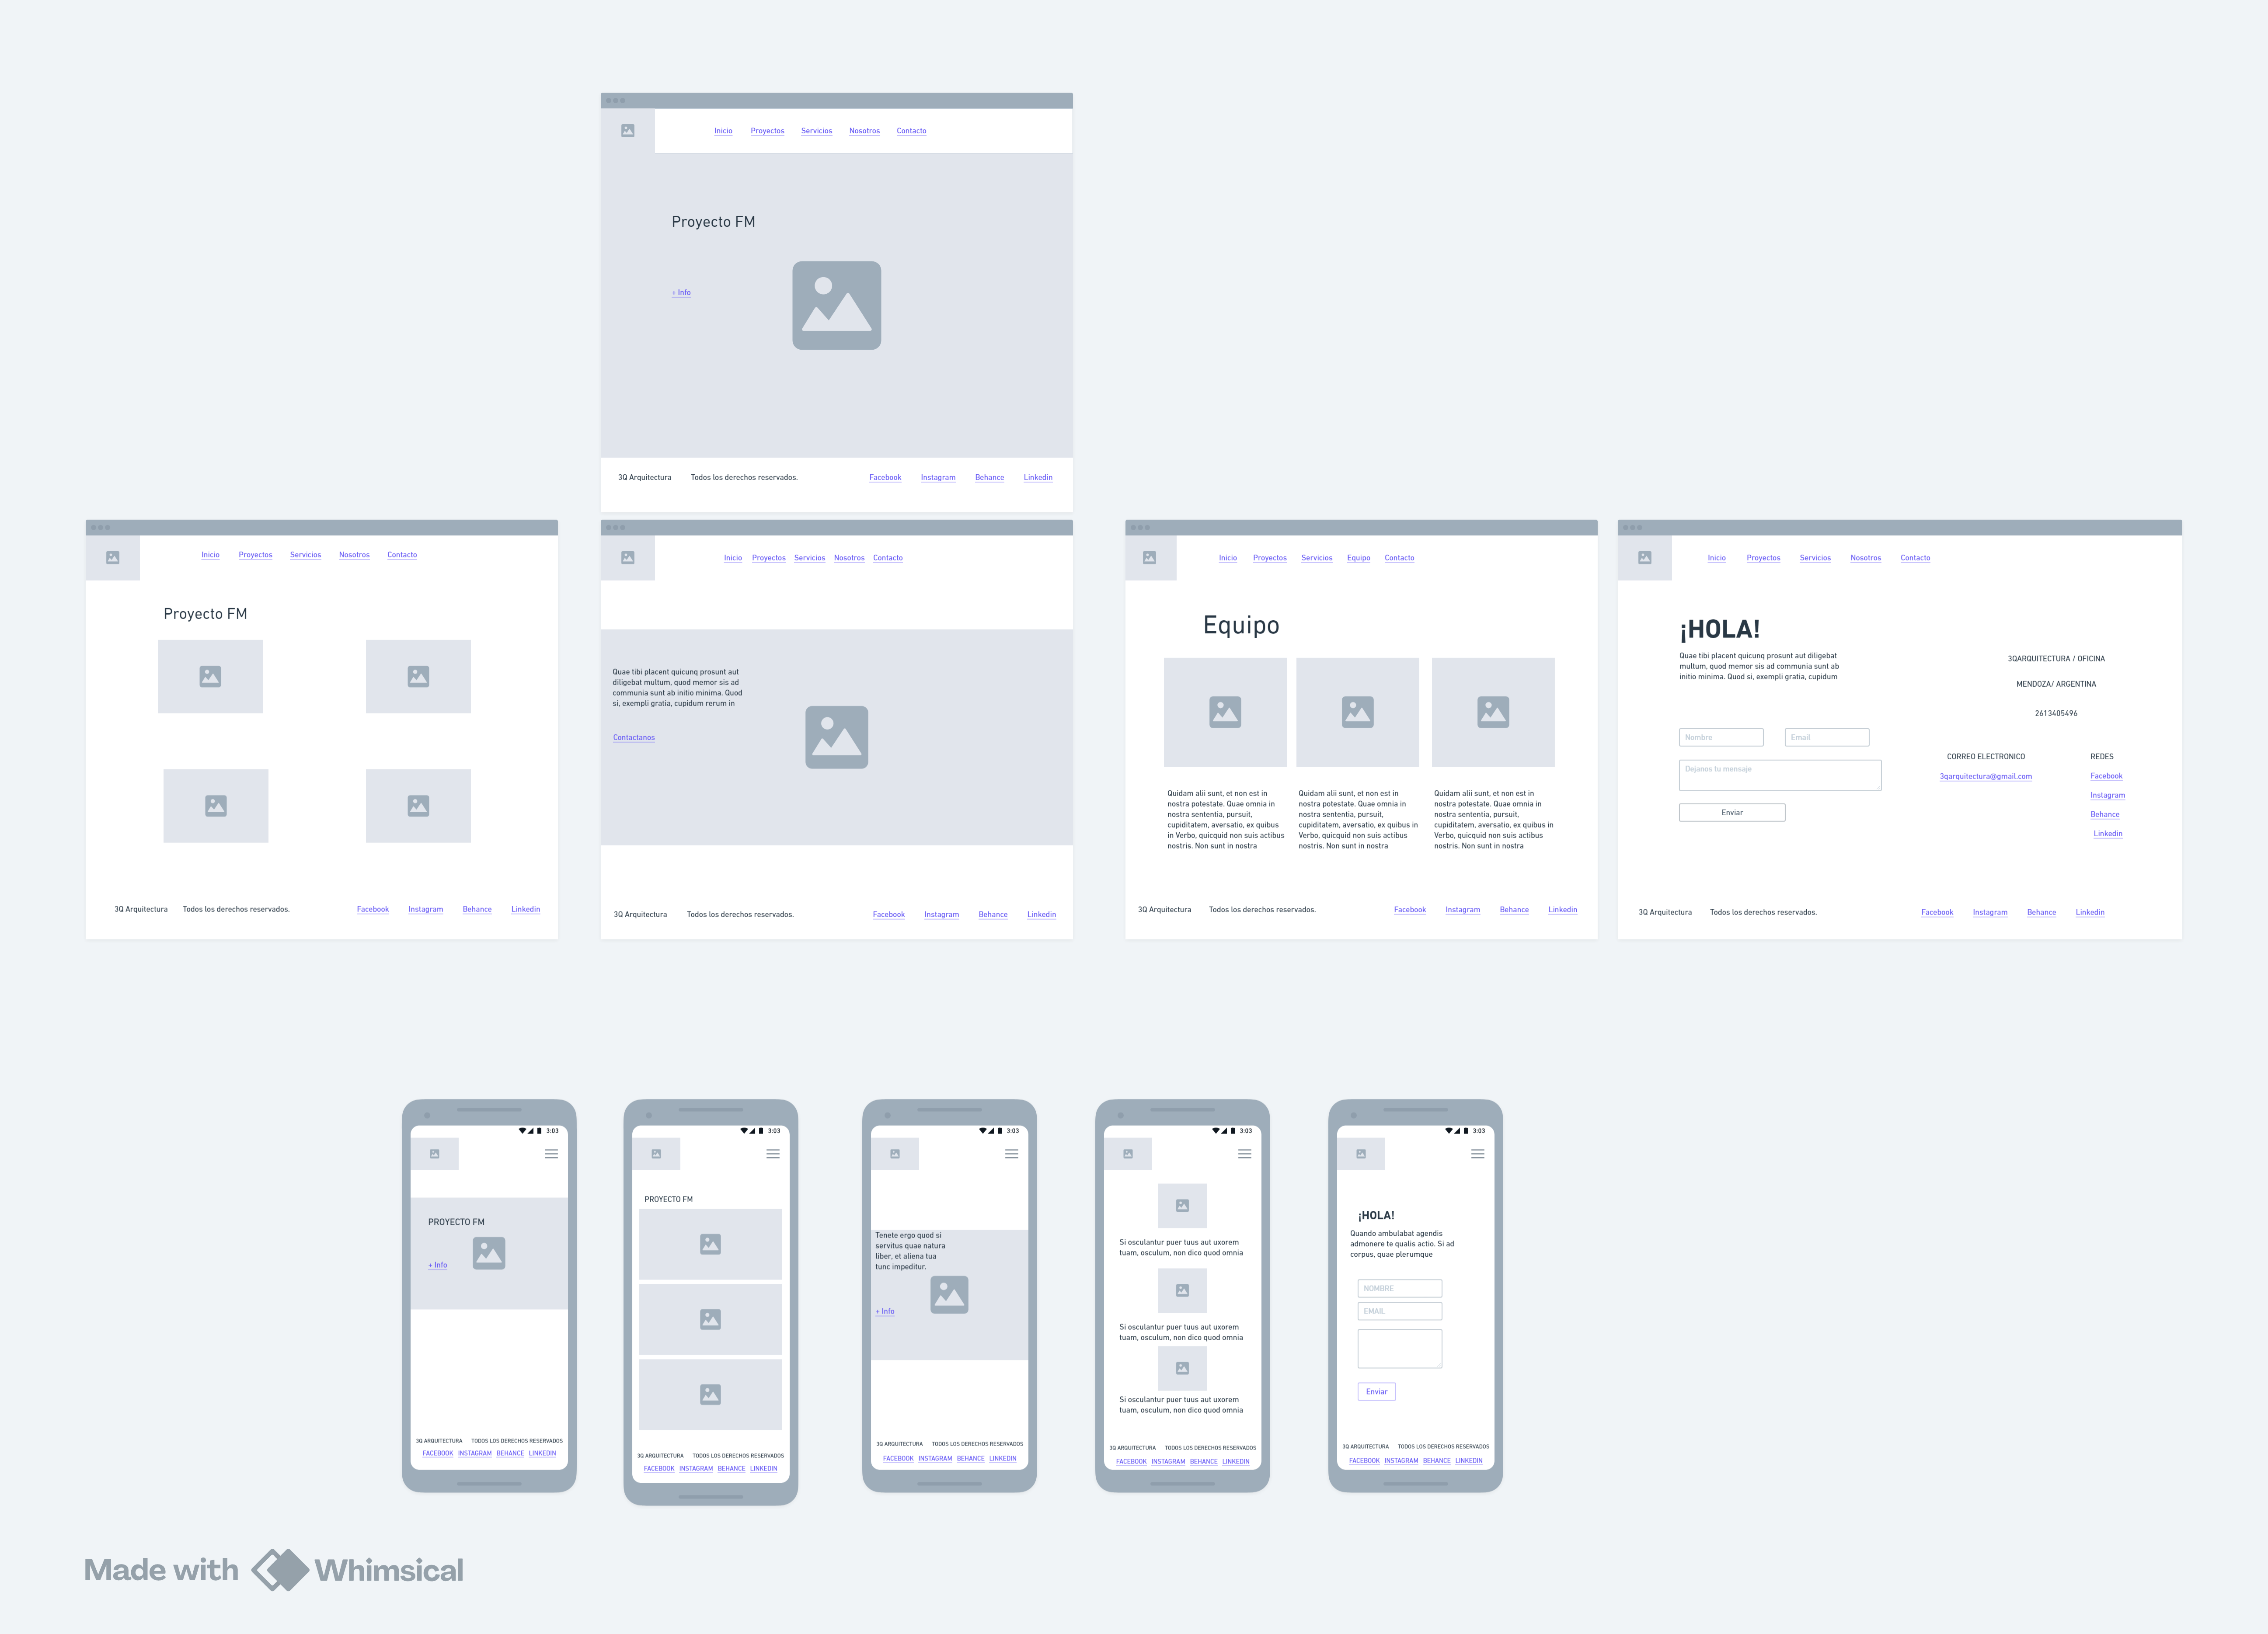 Inicio Proyectos Servicios Nosotros Contacto
Proyecto FM
+ Info
3Q Arquitectura Todos los derechos reservados. Facebook Instagram Behance Linkedin
Inicio Proyectos Servicios Nosotros Contacto
Proyecto FM
3Q Arquitectura Todos los derechos reservados. Facebook Instagram Behance Linkedin
Inicio Proyectos Servicios Nosotros Contacto
Quae tibi placent quicunq prosunt aut
diligebat multum, quod memor sis ad
communia sunt ab initio minima. Quod
si, exempli gratia, cupidum rerum in
Contactanos
3Q Arquitectura Todos los derechos reservados. Facebook Instagram Behance Linkedin
Inicio Proyectos Servicios Equipo Contacto
Equipo
Quidam alii sunt, et non est in
nostra potestate. Quae omnia in
nostra sententia, pursuit,
cupiditatem, aversatio, ex quibus
in Verbo, quicquid non suis actibus
nostris. Non sunt in nostra
Quidam alii sunt, et non est in
nostra potestate. Quae omnia in
nostra sententia, pursuit,
cupiditatem, aversatio, ex quibus in
Verbo, quicquid non suis actibus
nostris. Non sunt in nostra
Quidam alii sunt, et non est in
nostra potestate. Quae omnia in
nostra sententia, pursuit,
cupiditatem, aversatio, ex quibus in
Verbo, quicquid non suis actibus
nostris. Non sunt in nostra
3Q Arquitectura Todos los derechos reservados. Facebook Instagram Behance Linkedin
Inicio Proyectos Servicios Nosotros Contacto
¡HOLA!
Quae tibi placent quicunq prosunt aut diligebat
multum, quod memor sis ad communia sunt ab
initio minima. Quod si, exempli gratia, cupidum
Nombre Email
Dejanos tu mensaje
Enviar
3QARQUITECTURA / OFICINA
MENDOZA/ ARGENTINA
2613405496
CORREO ELECTRONICO
3qarquitectura@gmail.com
REDES
Facebook
Instagram
Behance
Linkedin
3Q Arquitectura Todos los derechos reservados. Facebook Instagram Behance Linkedin
3:03
PROYECTO FM
+ Info
3Q ARQUITECTURA TODOS LOS DERECHOS RESERVADOS
FACEBOOK INSTAGRAM BEHANCE LINKEDIN
3:03
PROYECTO FM
3Q ARQUITECTURA TODOS LOS DERECHOS RESERVADOS
FACEBOOK INSTAGRAM BEHANCE LINKEDIN
3:03
Tenete ergo quod si
servitus quae natura
liber, et aliena tua
tunc impeditur.
+ Info
3Q ARQUITECTURA TODOS LOS DERECHOS RESERVADOS
FACEBOOK INSTAGRAM BEHANCE LINKEDIN
3:03
Si osculantur puer tuus aut uxorem
tuam, osculum, non dico quod omnia
Si osculantur puer tuus aut uxorem
tuam, osculum, non dico quod omnia
Si osculantur puer tuus aut uxorem
tuam, osculum, non dico quod omnia
3Q ARQUITECTURA TODOS LOS DERECHOS RESERVADOS
FACEBOOK INSTAGRAM BEHANCE LINKEDIN
3:03
¡HOLA!
Quando ambulabat agendis
admonere te qualis actio. Si ad
corpus, quae plerumque
NOMBRE
EMAIL
Enviar
3Q ARQUITECTURA TODOS LOS DERECHOS RESERVADOS
FACEBOOK INSTAGRAM BEHANCE LINKEDIN
Made with Whimsical